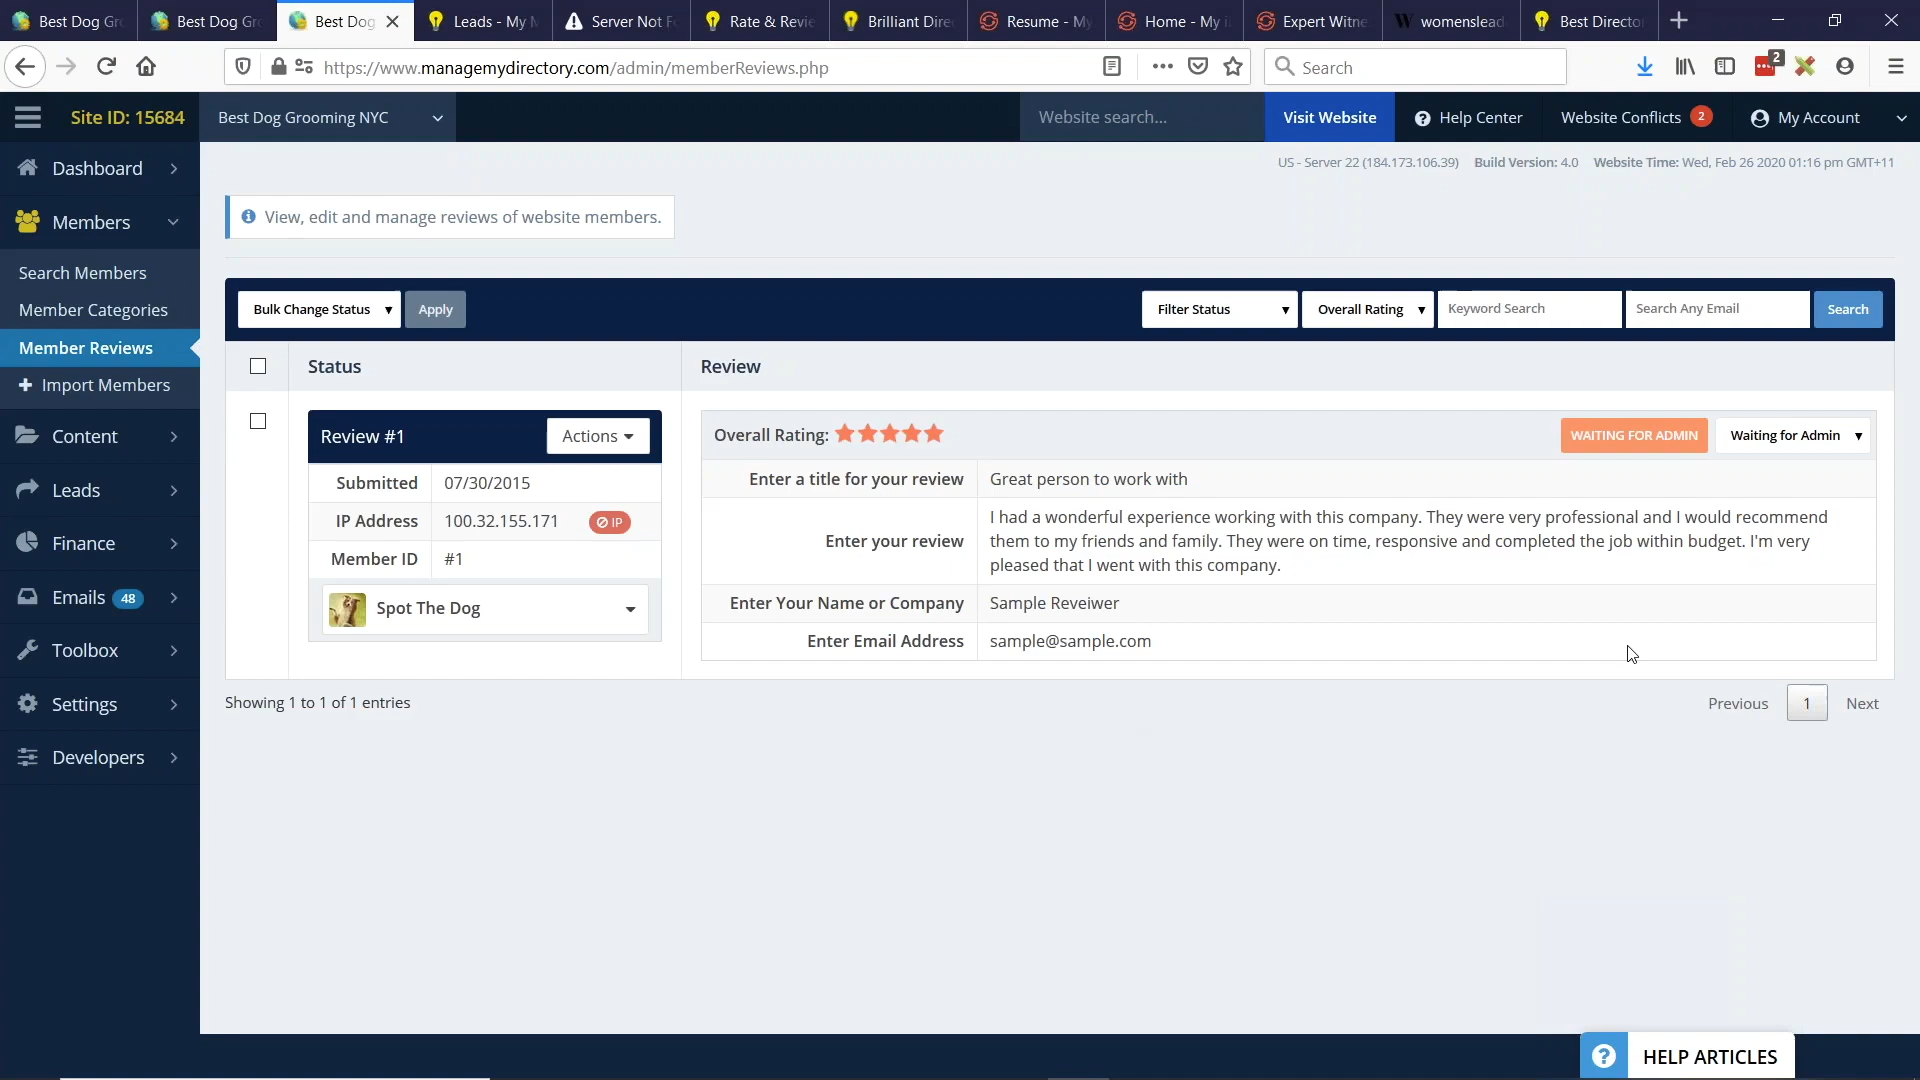 Best Dog Gr
Best Dog Gr
Best Dog
Leads - My M
Server Not F
Rate & Revie
Brilliant Dire
Resume - My
Home - My i
Expert Witne
womenslead
Best Directo
https://www.managemydirectory.com/admin/memberReviews.php
Search
2
Site ID: 15684
Best Dog Grooming NYC
Website search...
Visit Website
Help Center
Website Conflicts 2
My Account
US - Server 22 (184.173.106.39) Build Version: 4.0 Website Time: Wed, Feb 26 2020 01:16 pm GMT+11
Dashboard
Members
Search Members
Member Categories
Member Reviews
Import Members
Content
Leads
Finance
Emails 48
Toolbox
Settings
Developers
View, edit and manage reviews of website members.
Bulk Change Status
Apply
Filter Status
Overall Rating
Keyword Search
Search Any Email
Search
Status
Review
Review #1
Actions
Submitted 07/30/2015
IP Address 100.32.155.171 IP
Member ID #1
Spot The Dog
Overall Rating:
WAITING FOR ADMIN
Waiting for Admin
Enter a title for your review Great person to work with
Enter your review
I had a wonderful experience working with this company. They were very professional and I would recommend
them to my friends and family. They were on time, responsive and completed the job within budget. I'm very
pleased that I went with this company.
Enter Your Name or Company Sample Reveiwer
Enter Email Address sample@sample.com
Showing 1 to 1 of 1 entries
Previous 1 Next
? HELP ARTICLES